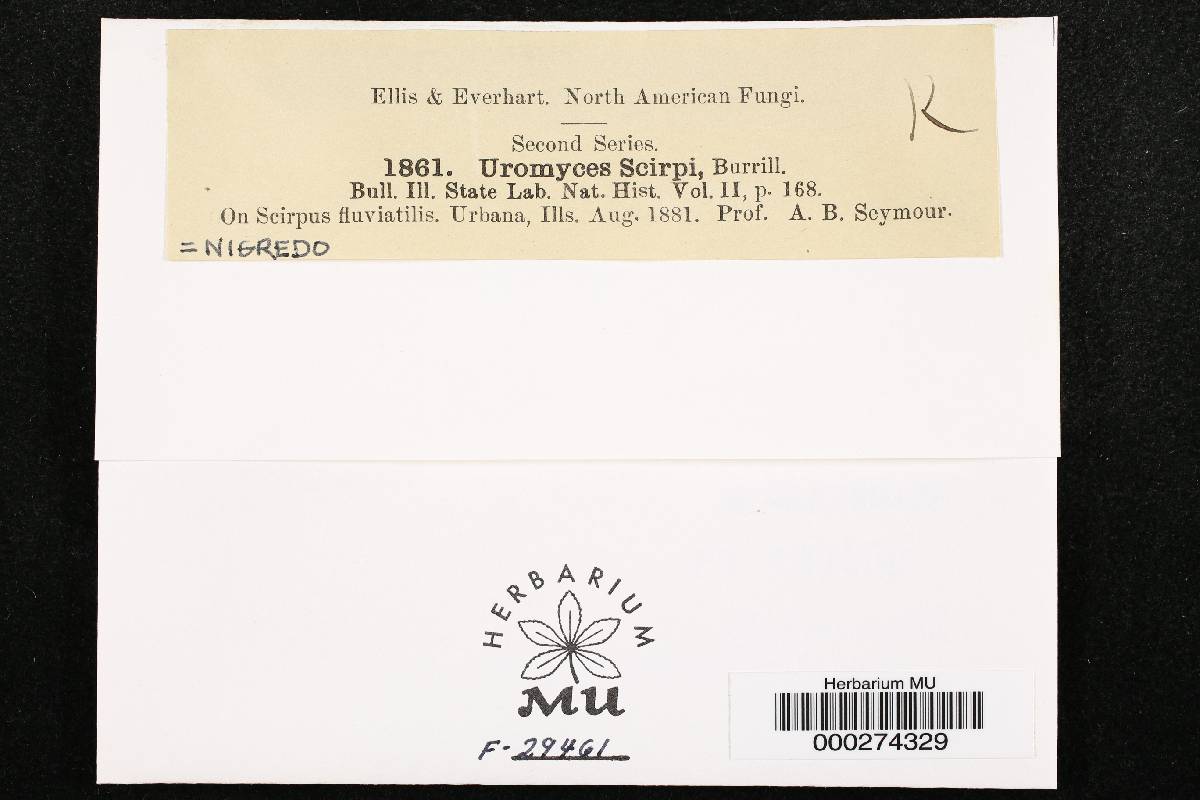 Ellis & Everhart. North American Fungi.
K
Second Series.
1861. Uromyces Scirpi, Burrill.
Bull. Ill. State Lab. Nat. Hist. Vol. II, p. 168.
On Scirpus fluviatilis. Urbana, Ills. Aug. 1881. Prof. A. B. Seymour.
= NIGREDO
HERBARIUM
MU
F-29461
Herbarium MU
000274329